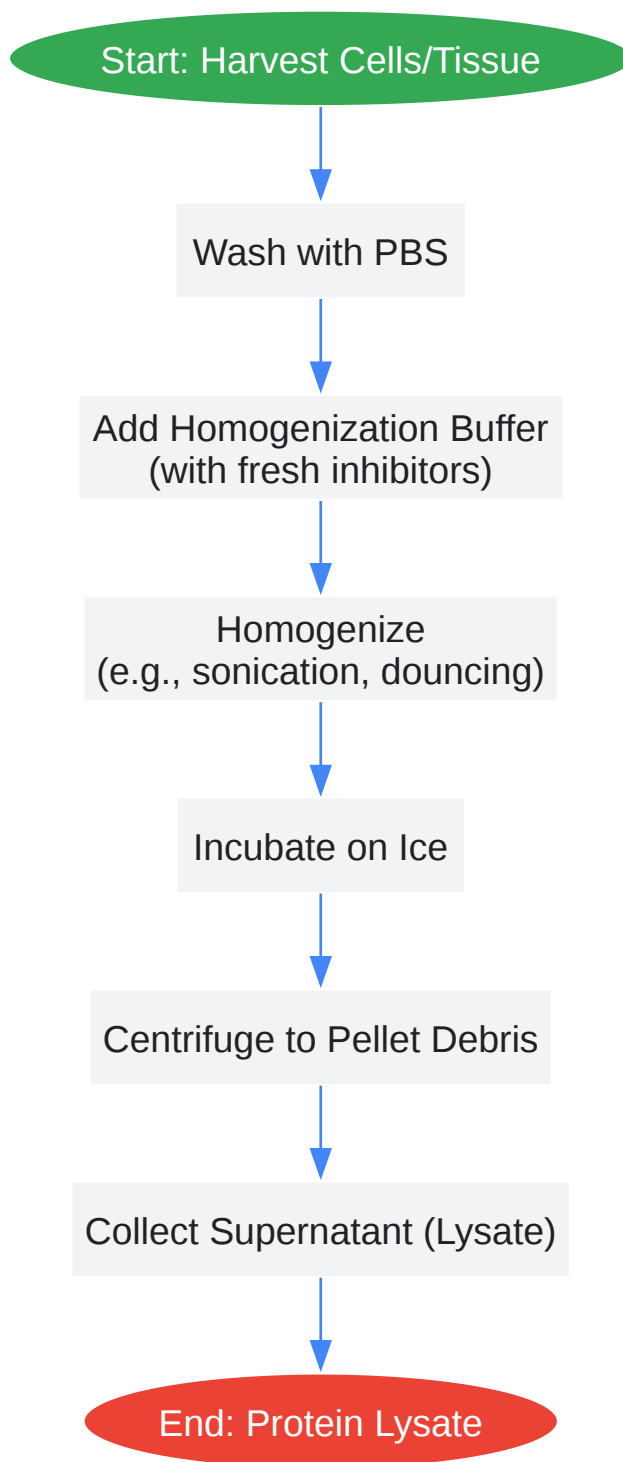 Start: Harvest Cells/Tissue
Wash with PBS
Add Homogenization Buffer
(with fresh inhibitors)
Homogenize
(e.g., sonication, douncing)
Incubate on Ice
Centrifuge to Pellet Debris
Collect Supernatant (Lysate)
End: Protein Lysate